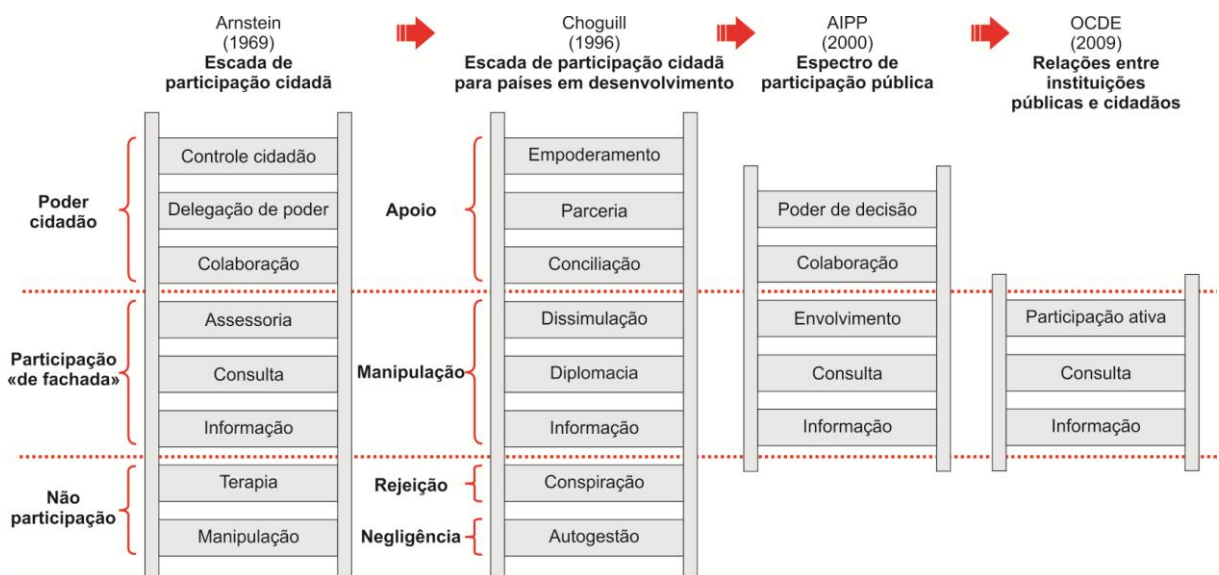 Arnstein
(1969)
Escada de
participação cidadã
Choguill
(1996)
Escada de participação cidadã
para países em desenvolvimento
AIPP
(2000)
Espectro de
participação pública
OCDE
(2009)
Relações entre
instituições
públicas e cidadãos
Poder
cidadão
Controle cidadão
Delegação de poder
Colaboração
Participação
«de fachada»
Assessoria
Consulta
Informação
Não
participação
Terapia
Manipulação
Apoio
Empoderamento
Parceria
Conciliação
Manipulação
Dissimulação
Diplomacia
Informação
Rejeição
Conspiração
Negligência
Autogestão
Poder de decisão
Colaboração
Envolvimento
Consulta
Informação
Participação ativa
Consulta
Informação